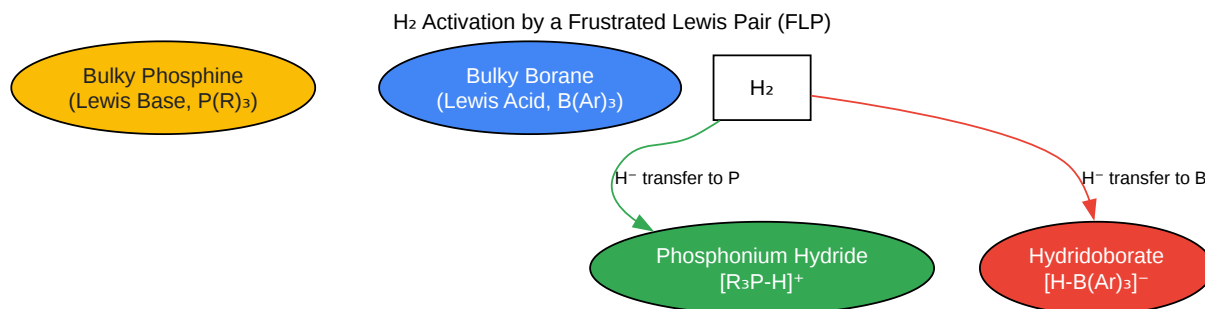 H₂ Activation by a Frustrated Lewis Pair (FLP)
Bulky Phosphine
(Lewis Base, P(R)₃)
Bulky Borane
(Lewis Acid, B(Ar)₃)
H₂
H⁻ transfer to P
H⁻ transfer to B
Phosphonium Hydride
[R₃P-H]⁺
Hydridoborate
[H-B(Ar)₃]⁻